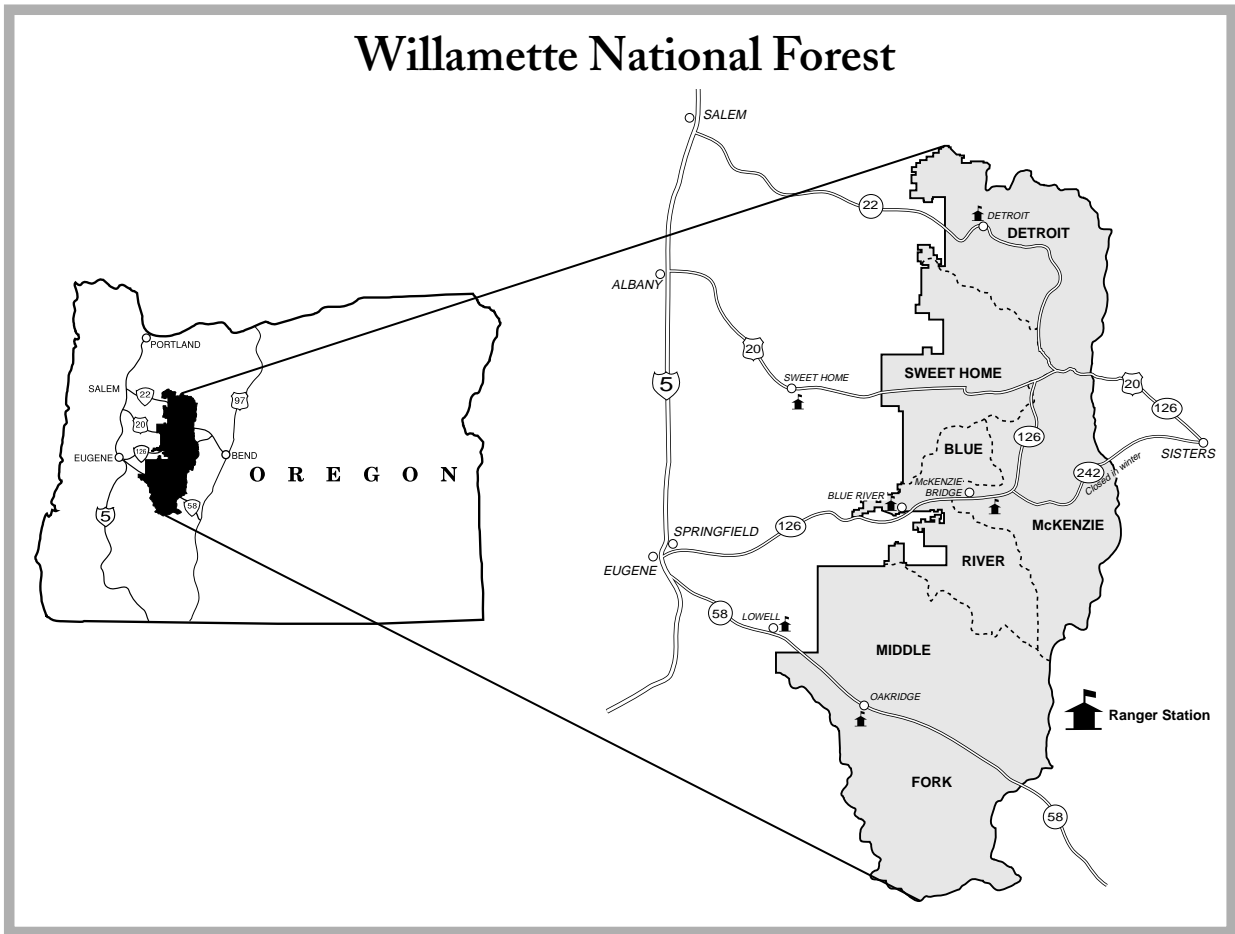 Willamette National Forest
PORTLAND
SALEM
22
20
97
EUGENE
126
BEND
O R E G O N
5
58
SALEM
22
DETROIT
DETROIT
ALBANY
20
SWEET HOME
5
SWEET HOME
20
126
SISTERS
126
BLUE
242
Closed in winter
McKENZIE
BRIDGE
BLUE RIVER
McKENZIE
SPRINGFIELD
126
EUGENE
RIVER
58
LOWELL
MIDDLE
OAKRIDGE
Ranger Station
FORK
58